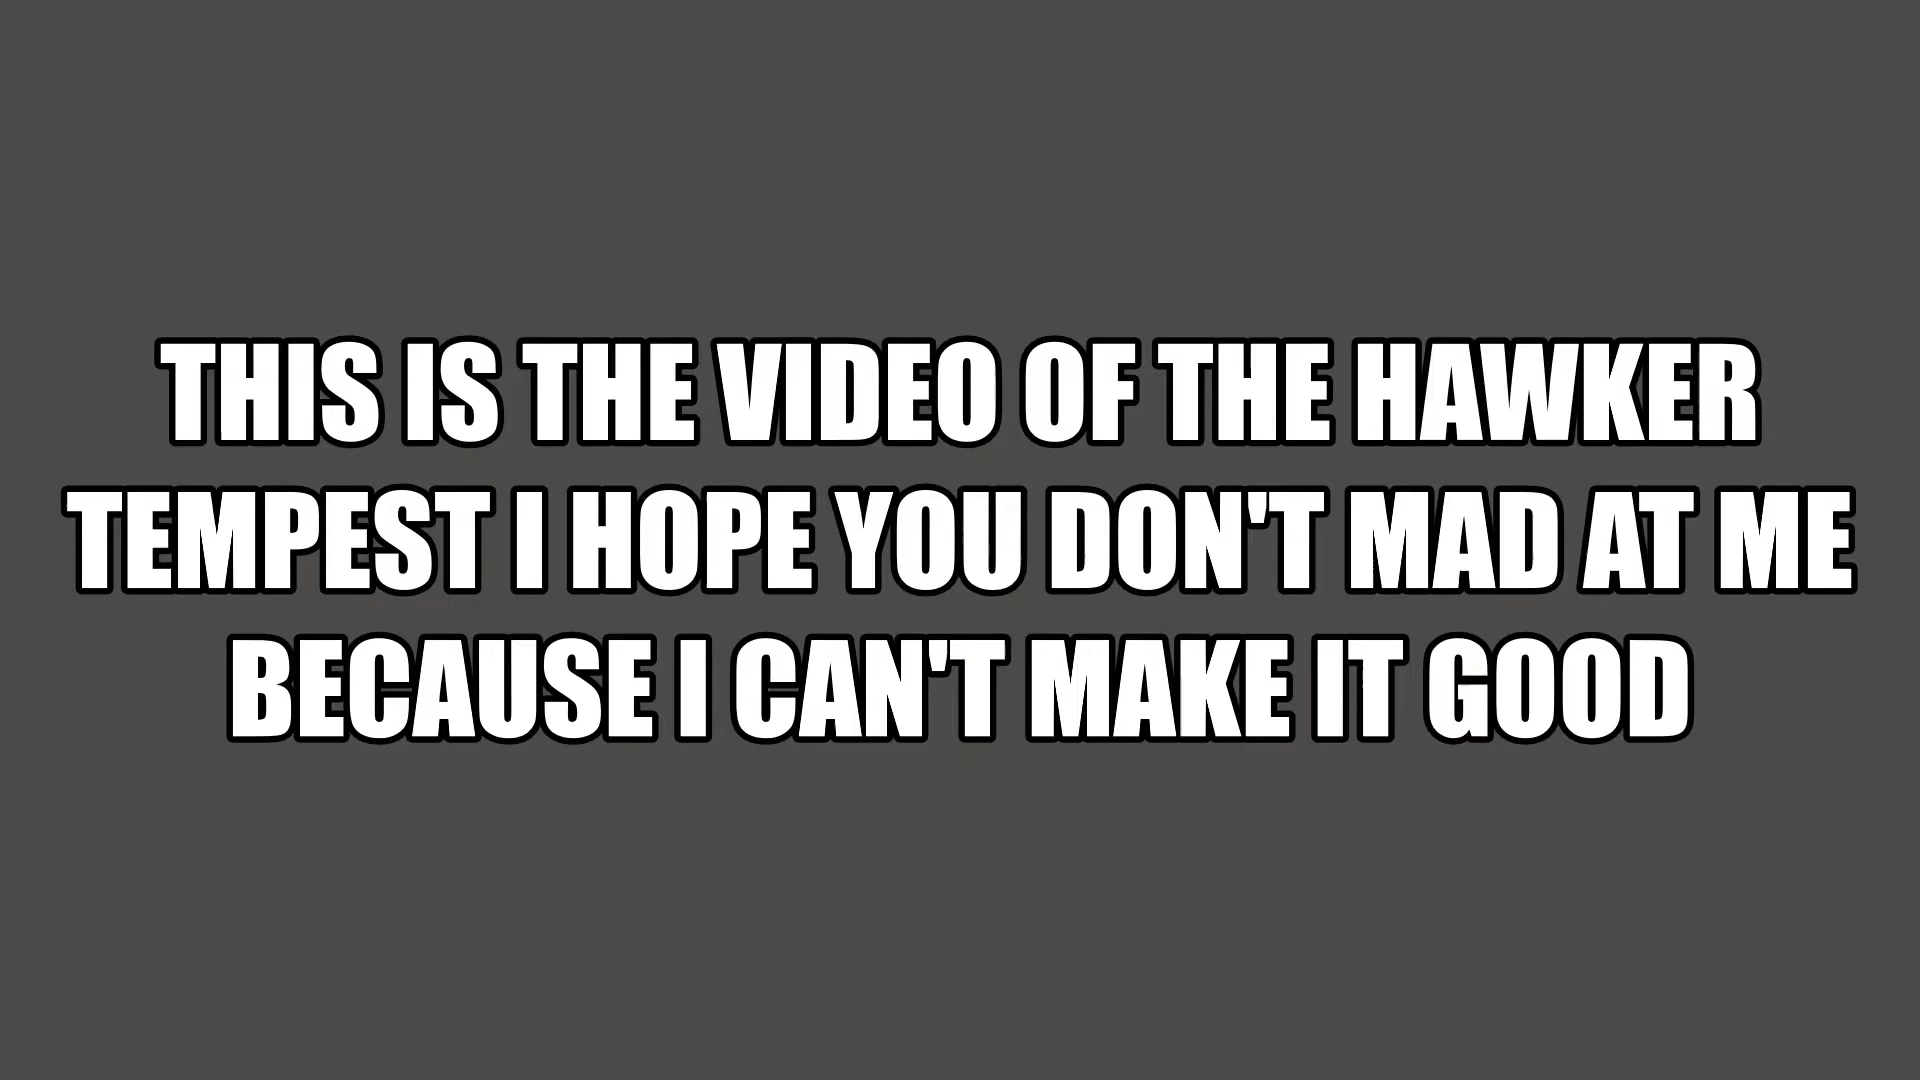 THIS IS THE VIDEO OF THE HAWKER
TEMPEST I HOPE YOU DON'T MAD AT ME
BECAUSE I CAN'T MAKE IT GOOD